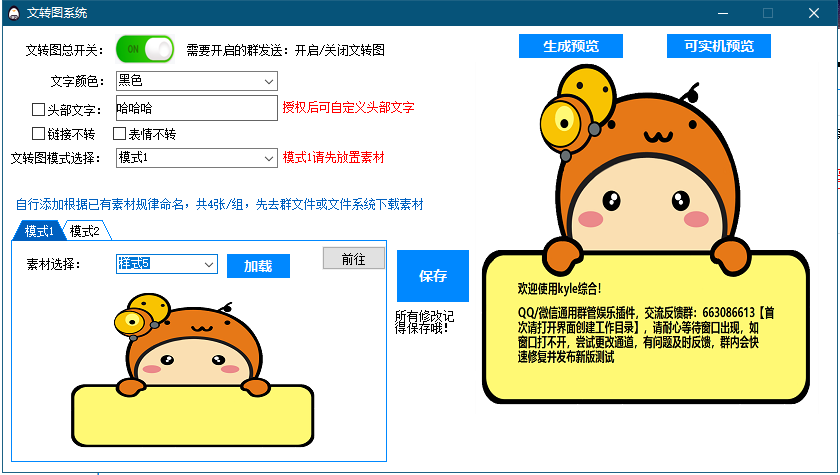 文转图系统
文转图总开关：
ON
需要开启的群发送：开启/关闭文转图
文字颜色：
黑色
头部文字：
哈哈哈
授权后可自定义头部文字
链接不转
表情不转
文转图模式选择：
模式1
模式1请先放置素材
自行添加根据已有素材规律命名，共4张/组，先去群文件或文件系统下载素材
模式1
模式2
素材选择：
样式5
加载
前往
保存
所有修改记
得保存哦！
生成预览
可实机预览
欢迎使用kyle综合！
QQ/微信通用群管娱乐插件，交流反馈群：663086613【首
次请打开界面创建工作目录】，请耐心等待窗口出现，如
窗口打不开，尝试更改通道，有问题及时反馈，群内会快
速修复并发布新版测试